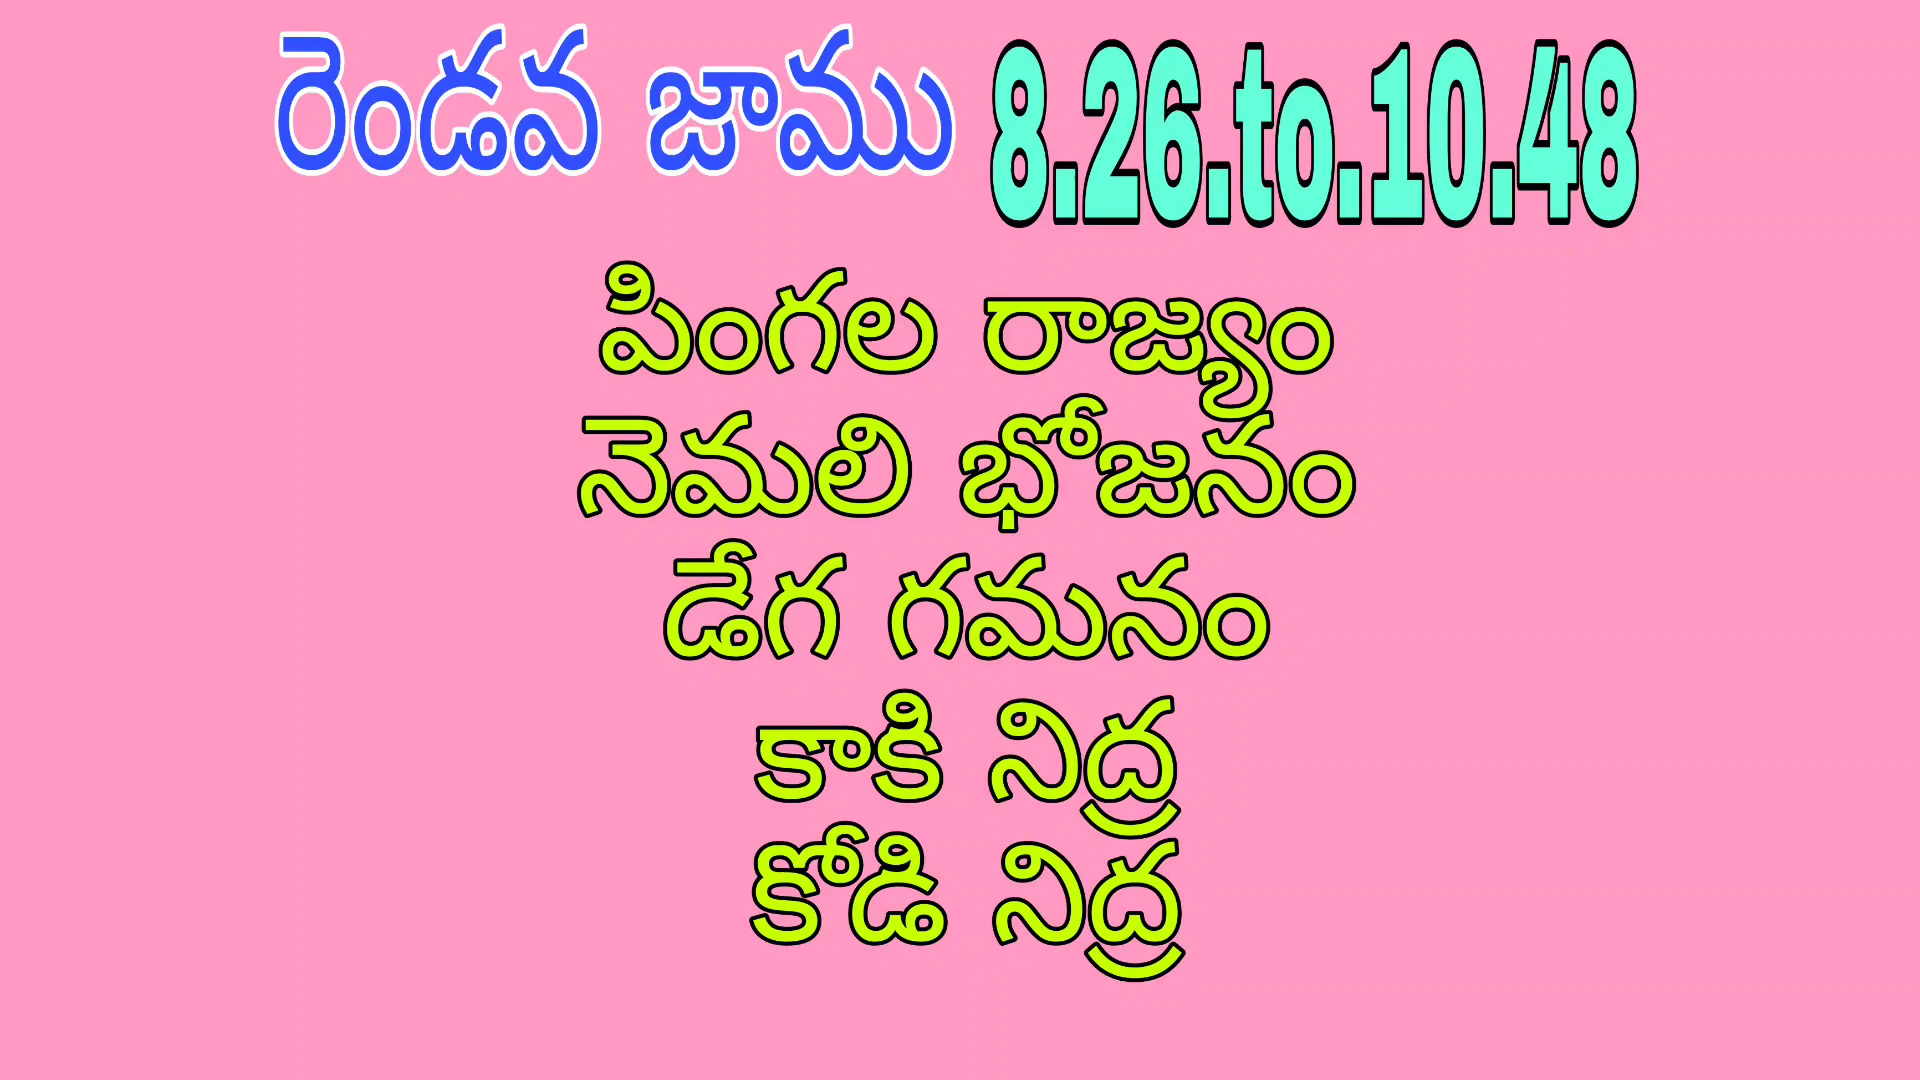 రెండవ జాము 8.26.to.10.48
పింగల రాజ్యం
నెమలి భోజనం
డేగ గమనం
కాకి నిద్ర
కోడి నిద్ర